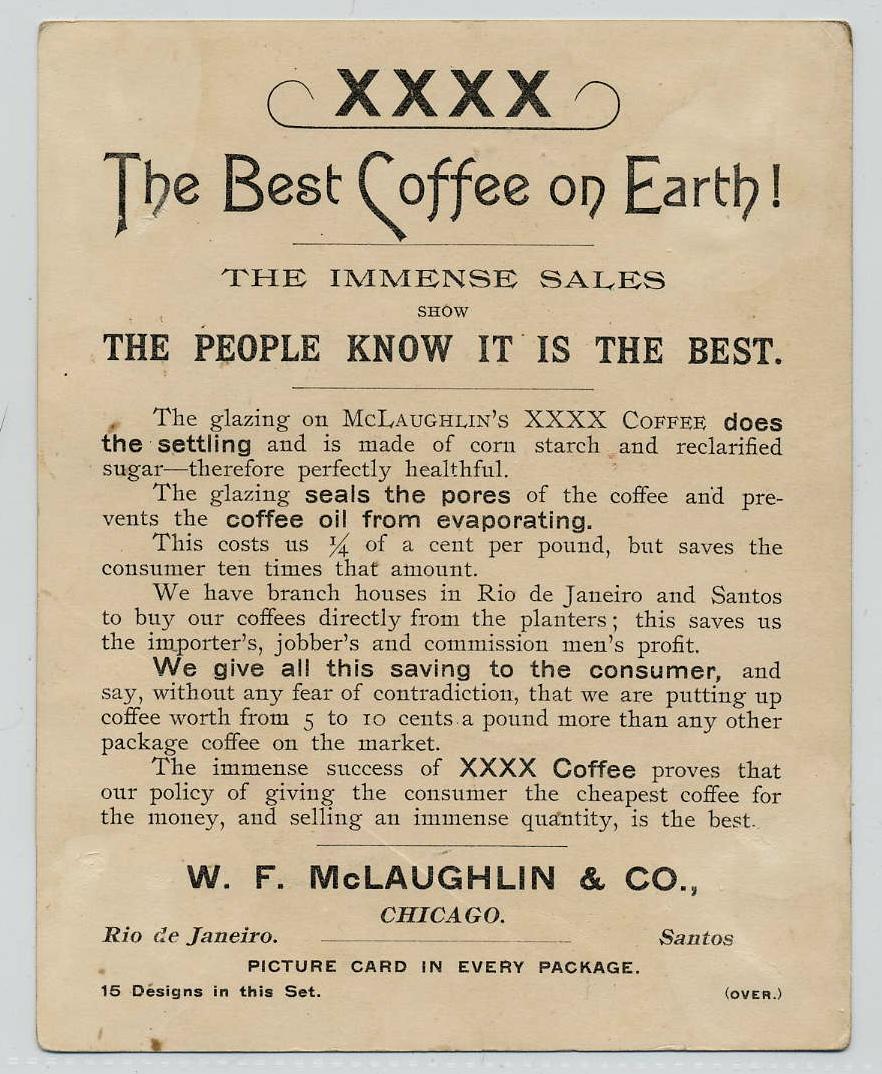 XXXX
The Best Coffee on Earth!
THE IMMENSE SALES
SHOW
THE PEOPLE KNOW IT IS THE BEST.
The glazing on McLAUGHLIN'S XXXX COFFEE does
the settling and is made of corn starch and reclarified
sugar—therefore perfectly healthful.
The glazing seals the pores of the coffee and pre-
vents the coffee oil from evaporating.
This costs us ¼ of a cent per pound, but saves the
consumer ten times that amount.
We have branch houses in Rio de Janeiro and Santos
to buy our coffees directly from the planters; this saves us
the importer's, jobber's and commission men's profit.
We give all this saving to the consumer, and
say, without any fear of contradiction, that we are putting up
coffee worth from 5 to 10 cents a pound more than any other
package coffee on the market.
The immense success of XXXX Coffee proves that
our policy of giving the consumer the cheapest coffee for
the money, and selling an immense quantity, is the best.
W. F. McLAUGHLIN & CO.,
CHICAGO.
Rio de Janeiro. Santos
PICTURE CARD IN EVERY PACKAGE.
15 Designs in this Set. (OVER.)